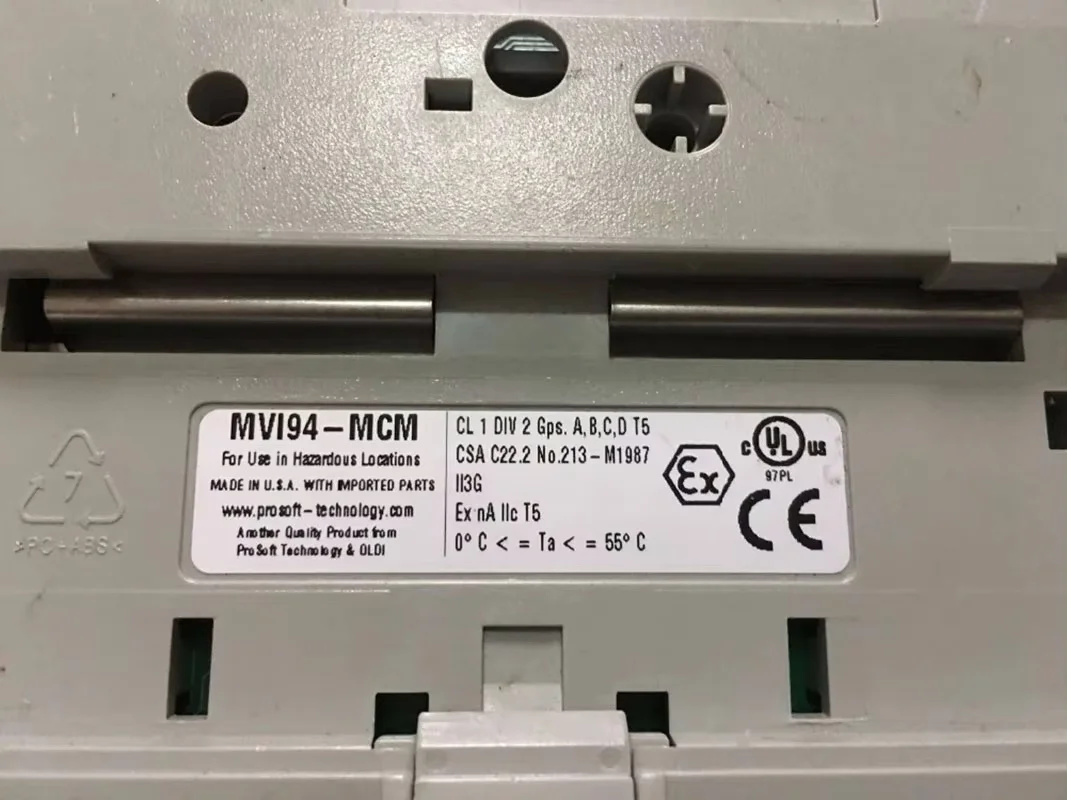 MVI94-MCM
For Use in Hazardous Locations
MADE IN U.S.A. WITH IMPORTED PARTS
www.prosoft-technology.com
Another Quality Product from
ProSoft Technology & OLDI
CL 1 DIV 2 Gps. A,B,C,D T5
CSA C22.2 No.213-M1987
II3G
Ex nA IIc T5
0° C < = Ta < = 55° C
Ex
C UL US
97PL
CE
7
>PC+ABS<